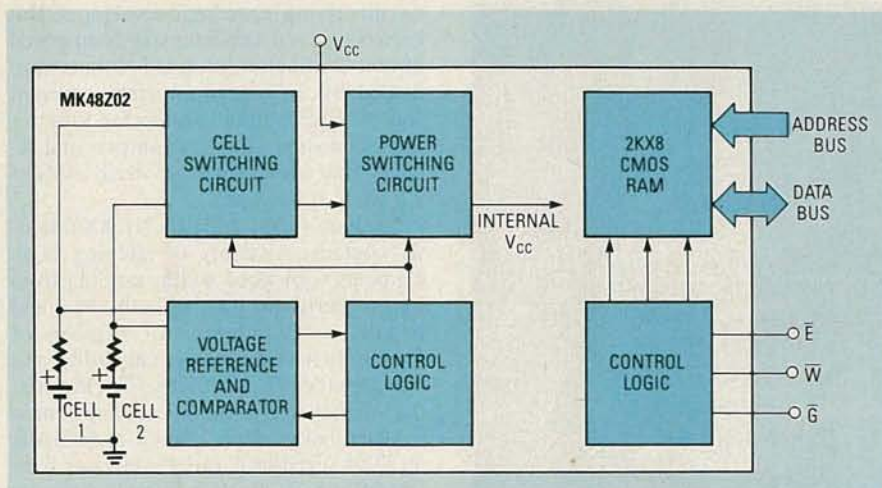 V_CC
MK48Z02
CELL
SWITCHING
CIRCUIT
POWER
SWITCHING
CIRCUIT
2KX8
CMOS
RAM
ADDRESS
BUS
DATA
BUS
INTERNAL
V_CC
VOLTAGE
REFERENCE
AND
COMPARATOR
CONTROL
LOGIC
CONTROL
LOGIC
E̅
W̅
G̅
+
CELL
1
+
CELL
2